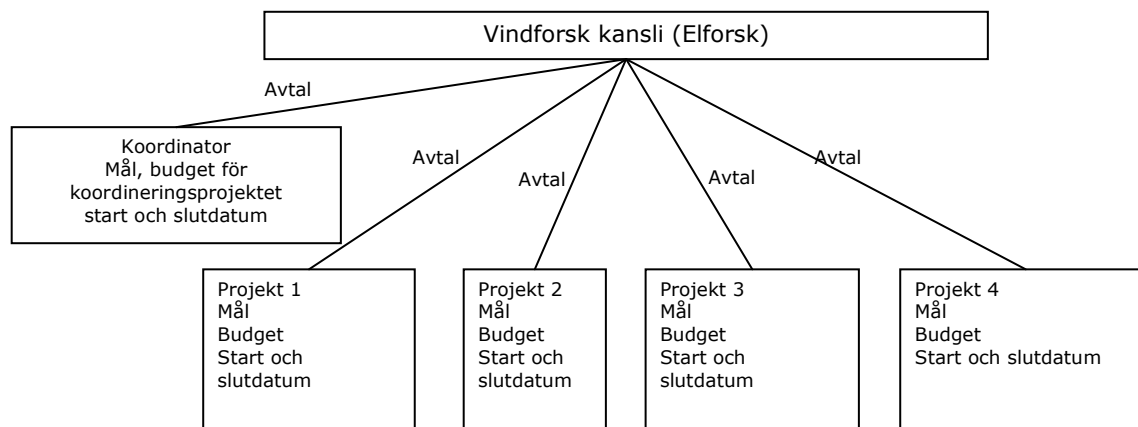 Vindforsk kansli (Elforsk)
Avtal
Koordinator
Mål, budget för
koordineringsprojektet
start och slutdatum
Avtal
Avtal
Avtal
Avtal
Projekt 1
Mål
Budget
Start och
slutdatum
Projekt 2
Mål
Budget
Start och
slutdatum
Projekt 3
Mål
Budget
Start och
slutdatum
Projekt 4
Mål
Budget
Start och slutdatum